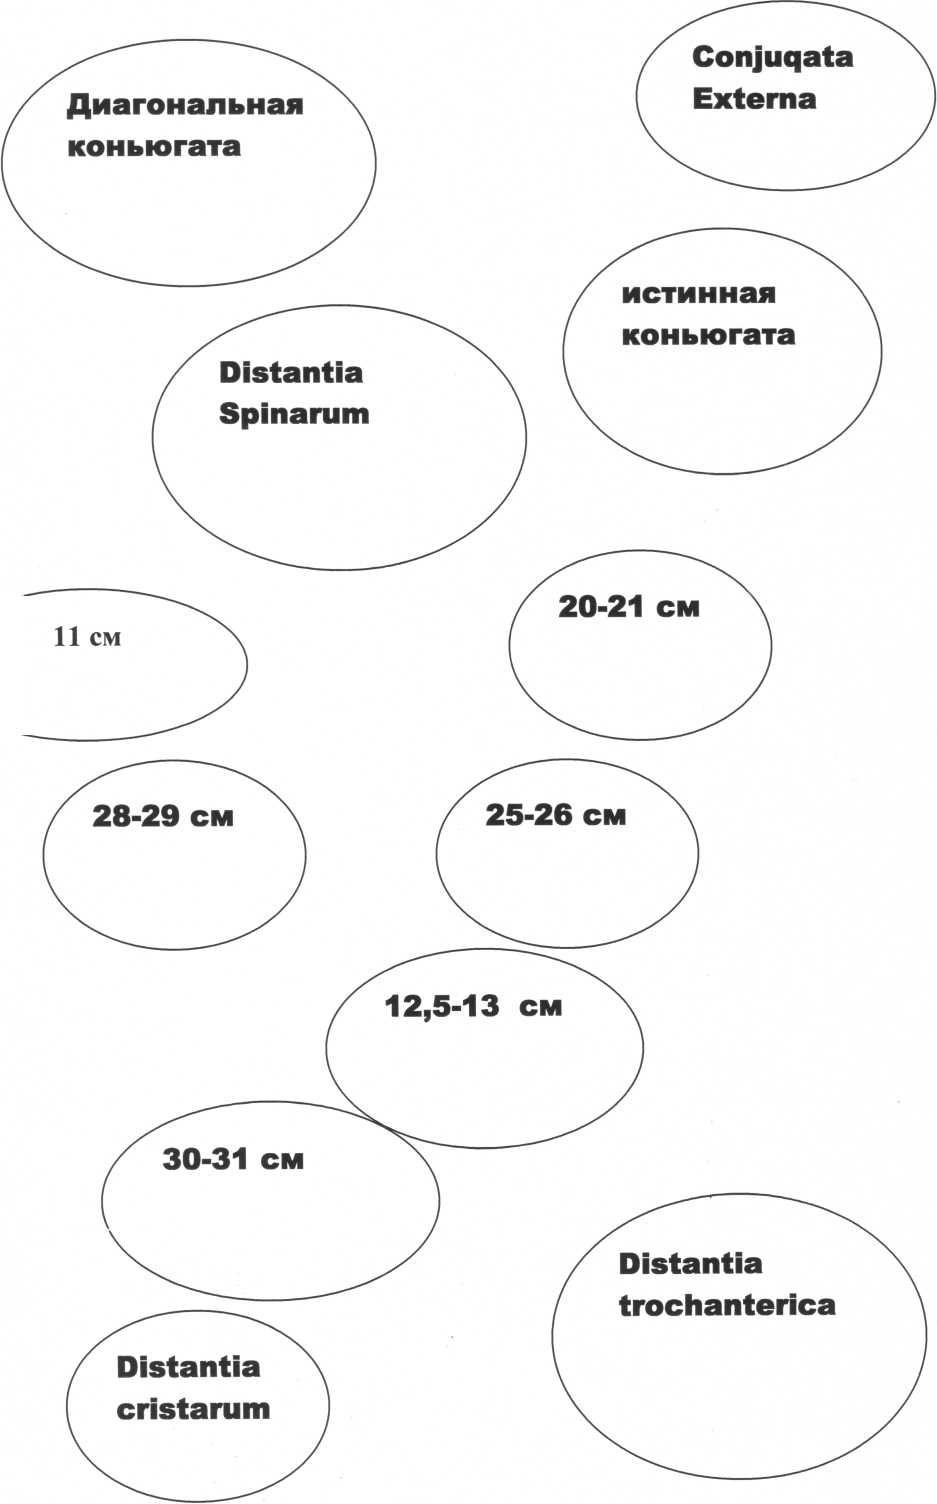 Диагональная
коньюгата
Conjuqata
Externa
истинная
коньюгата
Distantia
Spinarum
11 см
20-21 см
28-29 см
25-26 см
12,5-13 см
30-31 см
Distantia
trochanterica
Distantia
cristarum